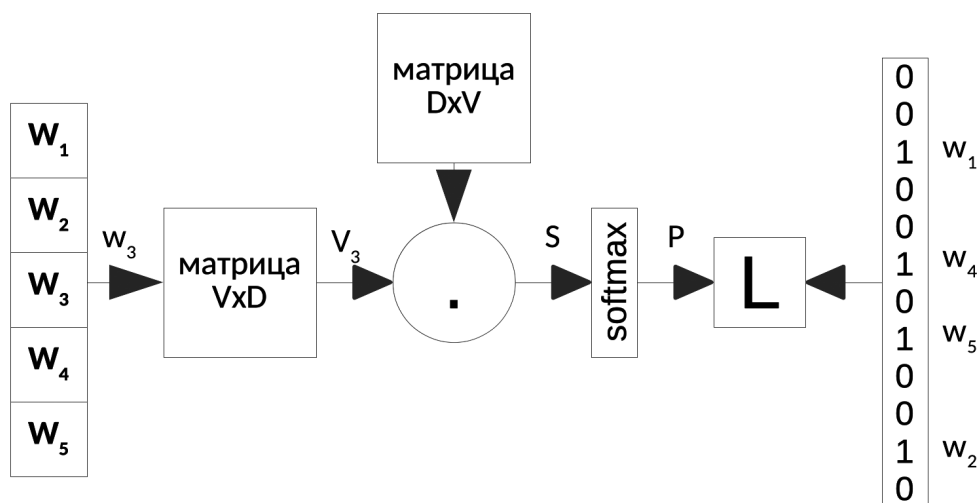 W₁
W₂
W₃
W₄
W₅
w₃
матрица
VxD
V₃
матрица
DxV
.
S
softmax
P
L
0
0
1 w₁
0
0
1 w₄
0
1 w₅
0
0
1 w₂
0